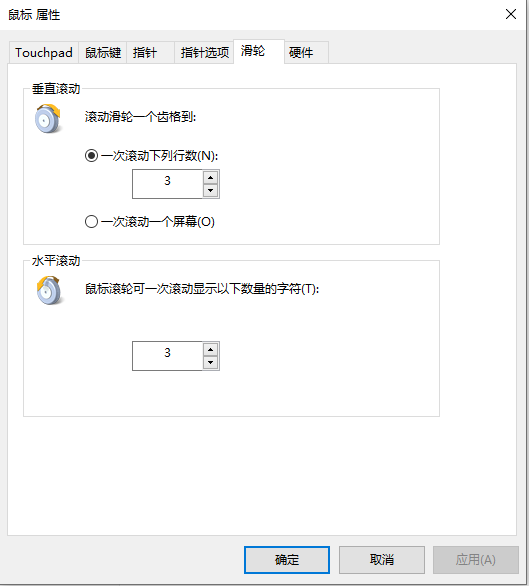 鼠标 属性
Touchpad 鼠标键 指针 指针选项 滑轮 硬件
垂直滚动
滚动滑轮一个齿格到:
一次滚动下列行数(N):
3
一次滚动一个屏幕(O)
水平滚动
鼠标滚轮可一次滚动显示以下数量的字符(T):
3
确定 取消 应用(A)